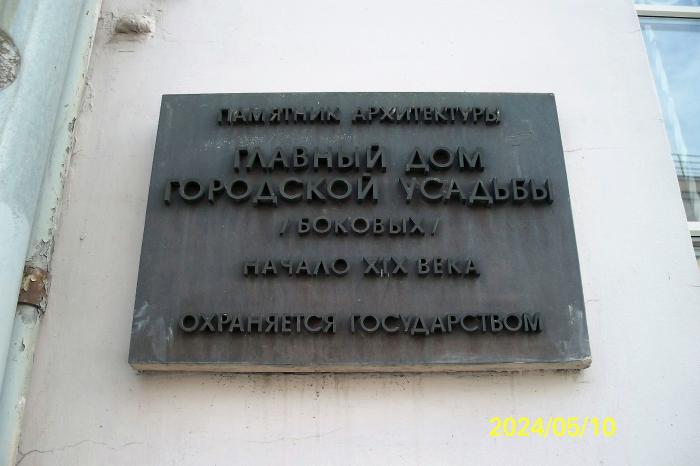 ПАМЯТНИК АРХИТЕКТУРЫ
ГЛАВНЫЙ ДОМ
ГОРОДСКОЙ УСАДЬБЫ
/БОКОВЫХ/
НАЧАЛО XIX ВЕКА
ОХРАНЯЕТСЯ ГОСУДАРСТВОМ
2024/05/10